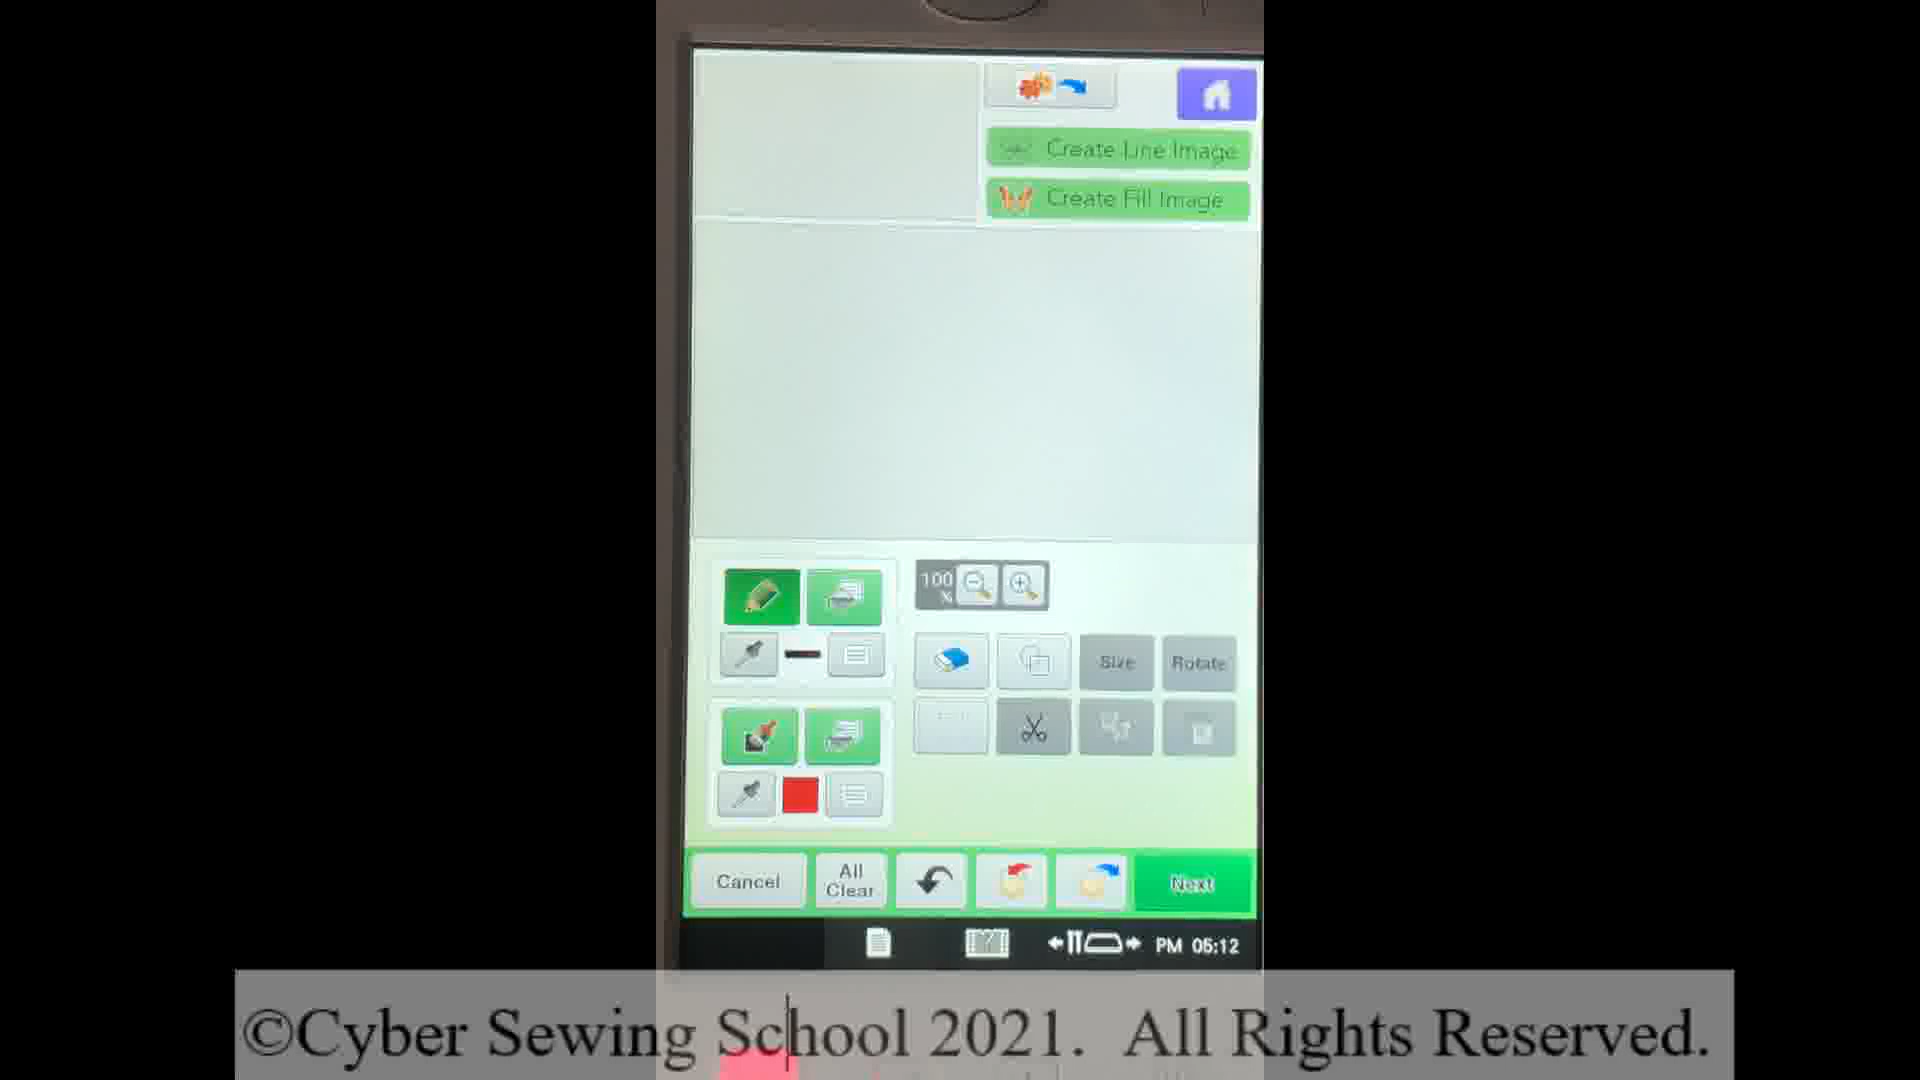 Create Line Image
Create Fill Image
100
%
Size
Rotate
Cancel
All
Clear
Next
PM 05:12
©Cyber Sewing School 2021. All Rights Reserved.